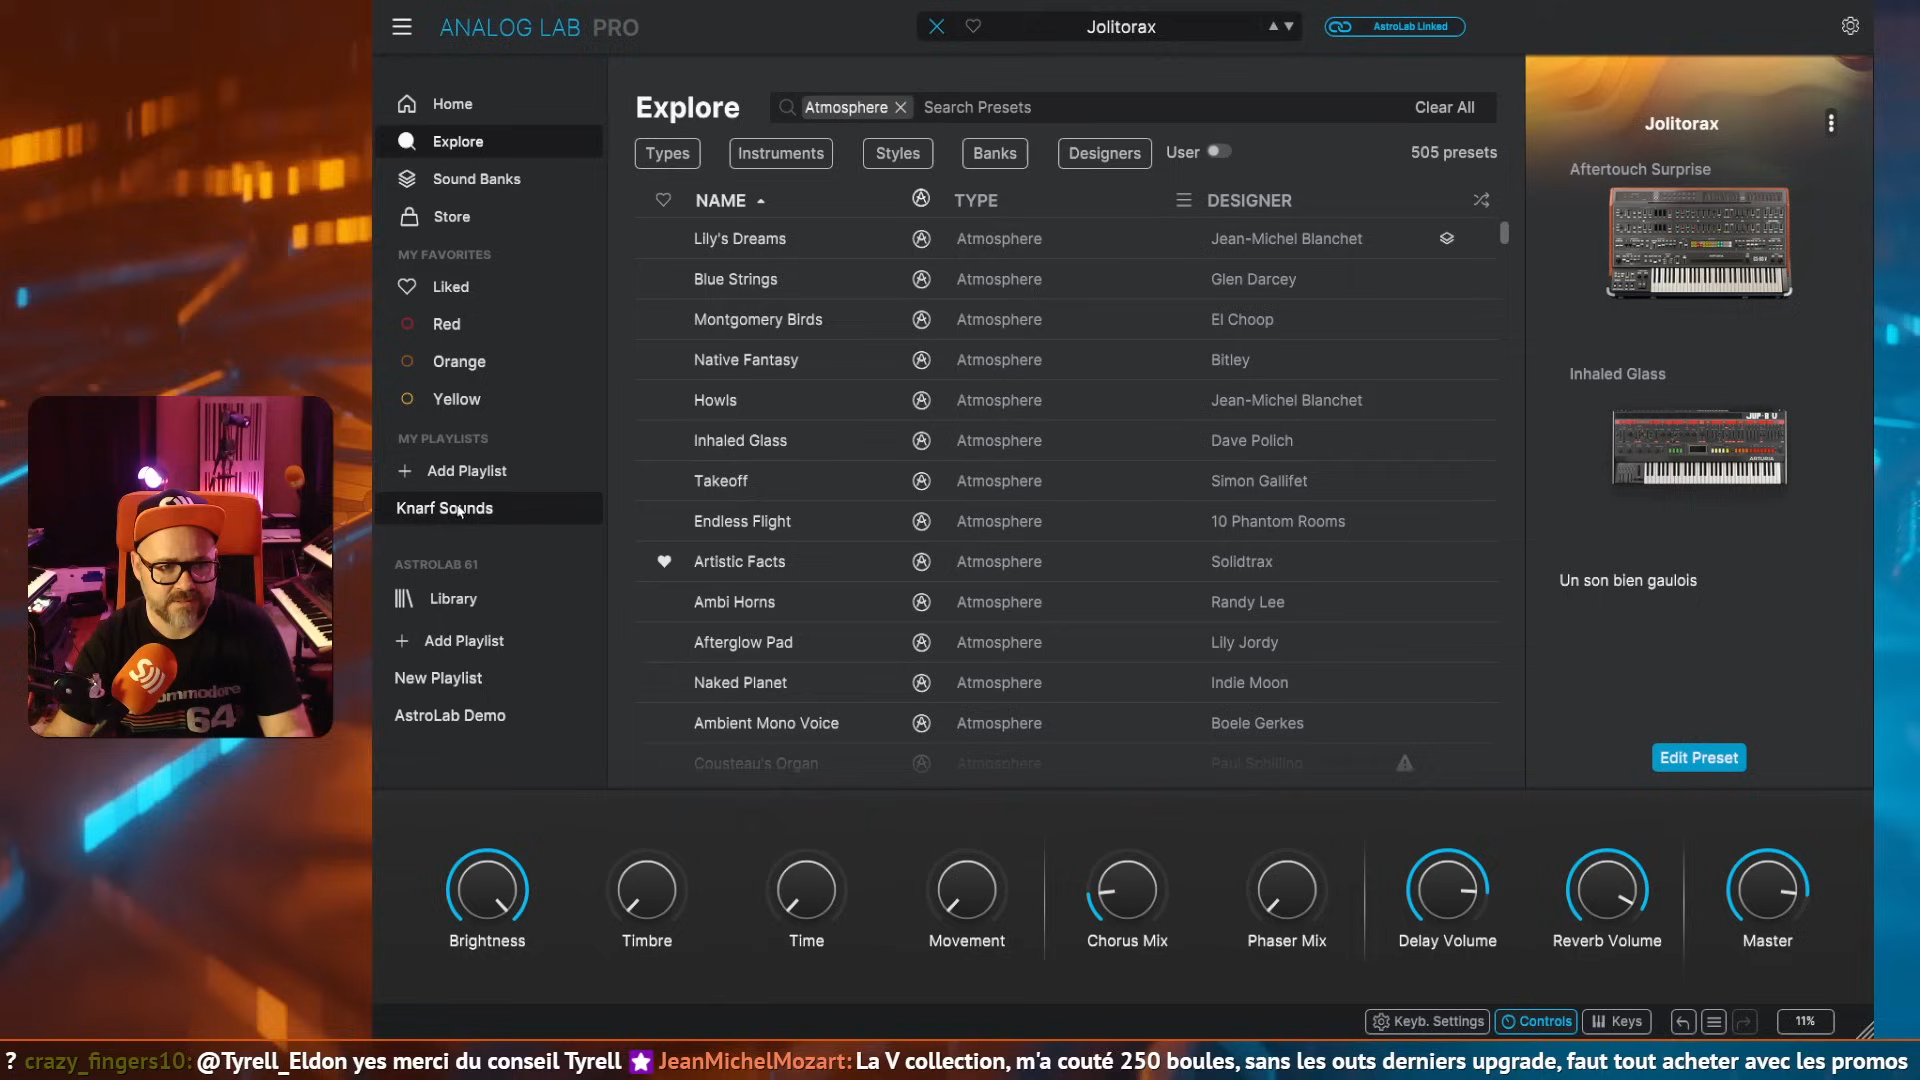 ANALOG LAB PRO
Jolitorax
AstroLab Linked
Home
Explore
Sound Banks
Store
MY FAVORITES
Liked
Red
Orange
Yellow
MY PLAYLISTS
Add Playlist
Knarf Sounds
ASTROLAB 61
Library
Add Playlist
New Playlist
AstroLab Demo
Explore
Atmosphere
Search Presets
Clear All
Types
Instruments
Styles
Banks
Designers
User
505 presets
NAME TYPE DESIGNER
Lily's Dreams Atmosphere Jean-Michel Blanchet
Blue Strings Atmosphere Glen Darcey
Montgomery Birds Atmosphere El Choop
Native Fantasy Atmosphere Bitley
Howls Atmosphere Jean-Michel Blanchet
Inhaled Glass Atmosphere Dave Polich
Takeoff Atmosphere Simon Gallifet
Endless Flight Atmosphere 10 Phantom Rooms
Artistic Facts Atmosphere Solidtrax
Ambi Horns Atmosphere Randy Lee
Afterglow Pad Atmosphere Lily Jordy
Naked Planet Atmosphere Indie Moon
Ambient Mono Voice Atmosphere Boele Gerkes
Cousteau's Organ Atmosphere Paul Schilling
Jolitorax
Aftertouch Surprise
Inhaled Glass
ARTURIA
Un son bien gaulois
Edit Preset
Brightness
Timbre
Time
Movement
Chorus Mix
Phaser Mix
Delay Volume
Reverb Volume
Master
Keyb. Settings
Controls
Keys
11%
commodore
64
? crazy_fingers10: @Tyrell_Eldon yes merci du conseil Tyrell JeanMichelMozart: La V collection, m'a couté 250 boules, sans les outs derniers upgrade, faut tout acheter avec les promos